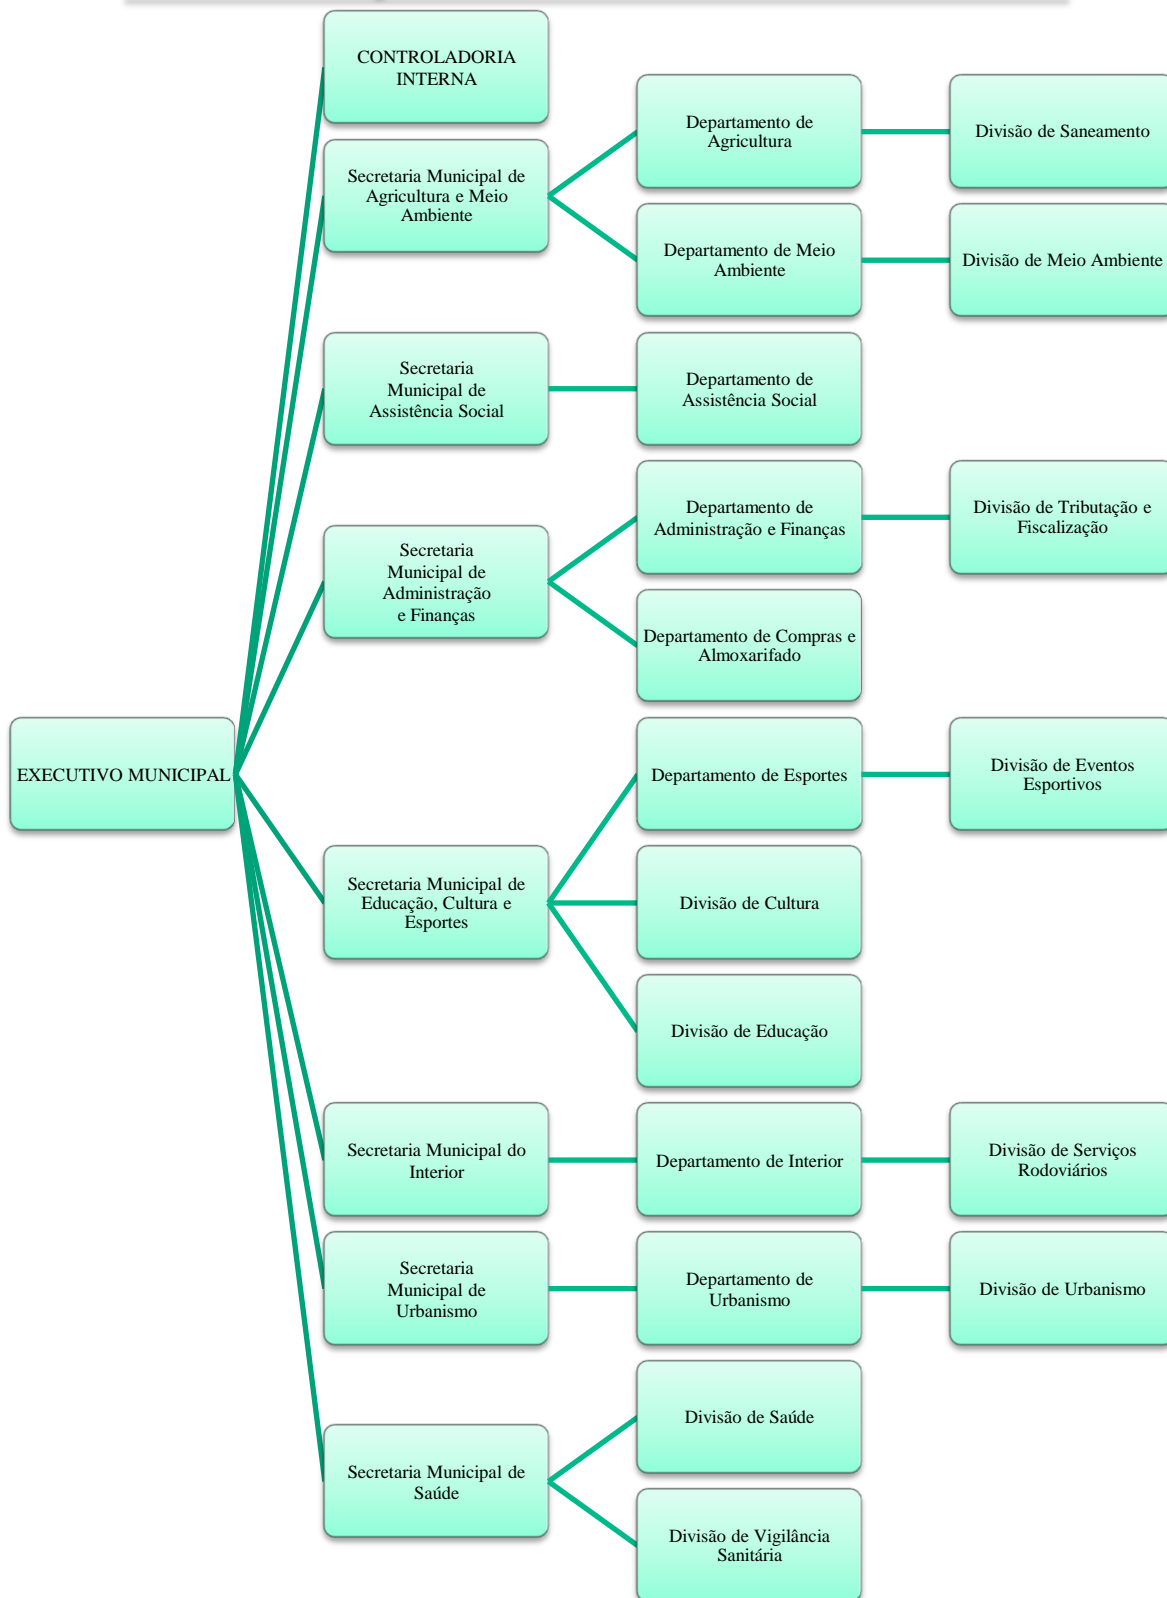 CONTROLADORIA
INTERNA
Departamento de
Agricultura
Divisão de Saneamento
Secretaria Municipal de
Agricultura e Meio
Ambiente
Departamento de Meio
Ambiente
Divisão de Meio Ambiente
Secretaria
Municipal de
Assistência Social
Departamento de
Assistência Social
Departamento de
Administração e Finanças
Divisão de Tributação e
Fiscalização
Secretaria
Municipal de
Administração
e Finanças
Departamento de Compras e
Almoxarifado
EXECUTIVO MUNICIPAL
Departamento de Esportes
Divisão de Eventos
Esportivos
Secretaria Municipal de
Educação, Cultura e
Esportes
Divisão de Cultura
Divisão de Educação
Secretaria Municipal do
Interior
Departamento de Interior
Divisão de Serviços
Rodoviários
Secretaria
Municipal de
Urbanismo
Departamento de
Urbanismo
Divisão de Urbanismo
Divisão de Saúde
Secretaria Municipal de
Saúde
Divisão de Vigilância
Sanitária